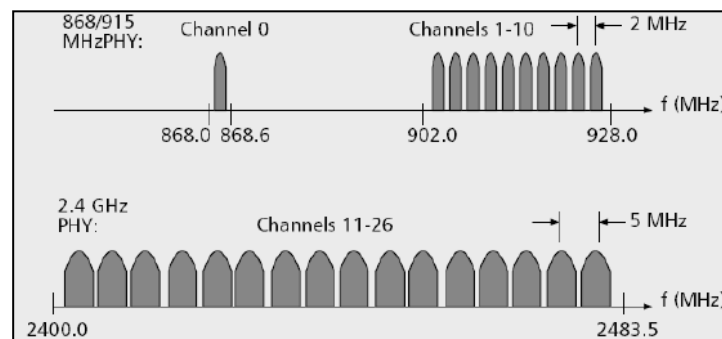 868/915
MHzPHY:
Channel 0
Channels 1-10
2 MHz
f (MHz)
868.0
868.6
902.0
928.0
2.4 GHz
PHY:
Channels 11-26
5 MHz
f (MHz)
2400.0
2483.5